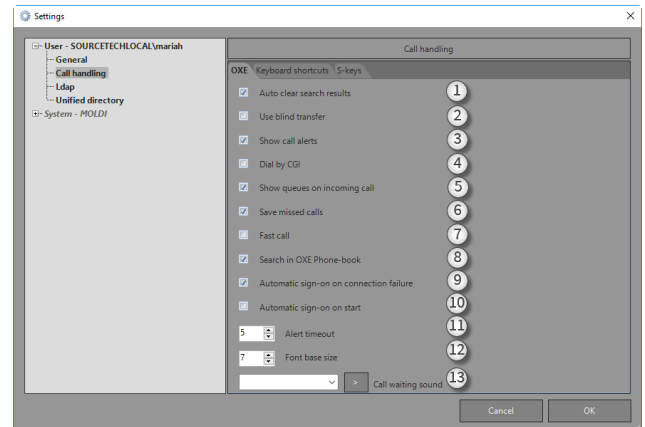 Settings
User - SOURCETECHLOCAL\mariah
General
Call handling
Ldap
Unified directory
System - MOLDI
Call handling
OXE Keyboard shortcuts S-keys
Auto clear search results 1
Use blind transfer 2
Show call alerts 3
Dial by CGI 4
Show queues on incoming call 5
Save missed calls 6
Fast call 7
Search in OXE Phone-book 8
Automatic sign-on on connection failure 9
Automatic sign-on on start 10
5 Alert timeout 11
7 Font base size 12
> Call waiting sound 13
Cancel OK